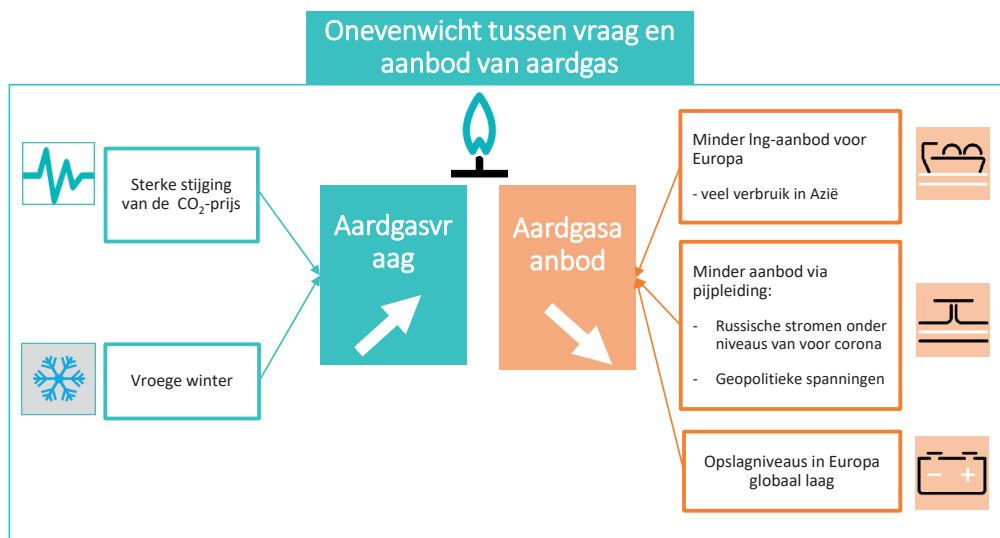 Onevenwicht tussen vraag en
aanbod van aardgas
Sterke stijging
van de CO₂-prijs
Vroege winter
Aardgasvr
aag
Aardgasa
anbod
Minder lng-aanbod voor
Europa
- veel verbruik in Azië
Minder aanbod via
pijpleiding:
- Russische stromen onder
niveaus van voor corona
- Geopolitieke spanningen
Opslagniveaus in Europa
globaal laag